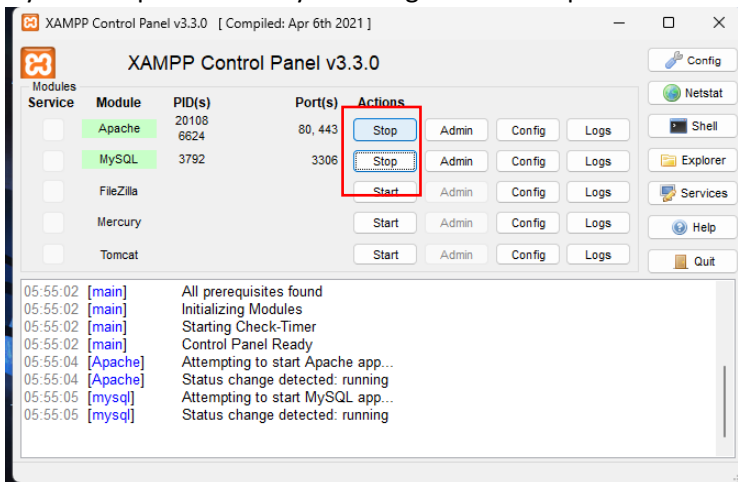 XAMPP Control Panel v3.3.0 [ Compiled: Apr 6th 2021 ]
XAMPP Control Panel v3.3.0
Config
Modules
Service Module PID(s) Port(s) Actions
Netstat
Apache 20108 6624 80, 443 Stop Admin Config Logs
Shell
MySQL 3792 3306 Stop Admin Config Logs
Explorer
FileZilla Start Admin Config Logs
Services
Mercury Start Admin Config Logs
Help
Tomcat Start Admin Config Logs
Quit
05:55:02 [main] All prerequisites found
05:55:02 [main] Initializing Modules
05:55:02 [main] Starting Check-Timer
05:55:02 [main] Control Panel Ready
05:55:04 [Apache] Attempting to start Apache app...
05:55:04 [Apache] Status change detected: running
05:55:05 [mysql] Attempting to start MySQL app...
05:55:05 [mysql] Status change detected: running